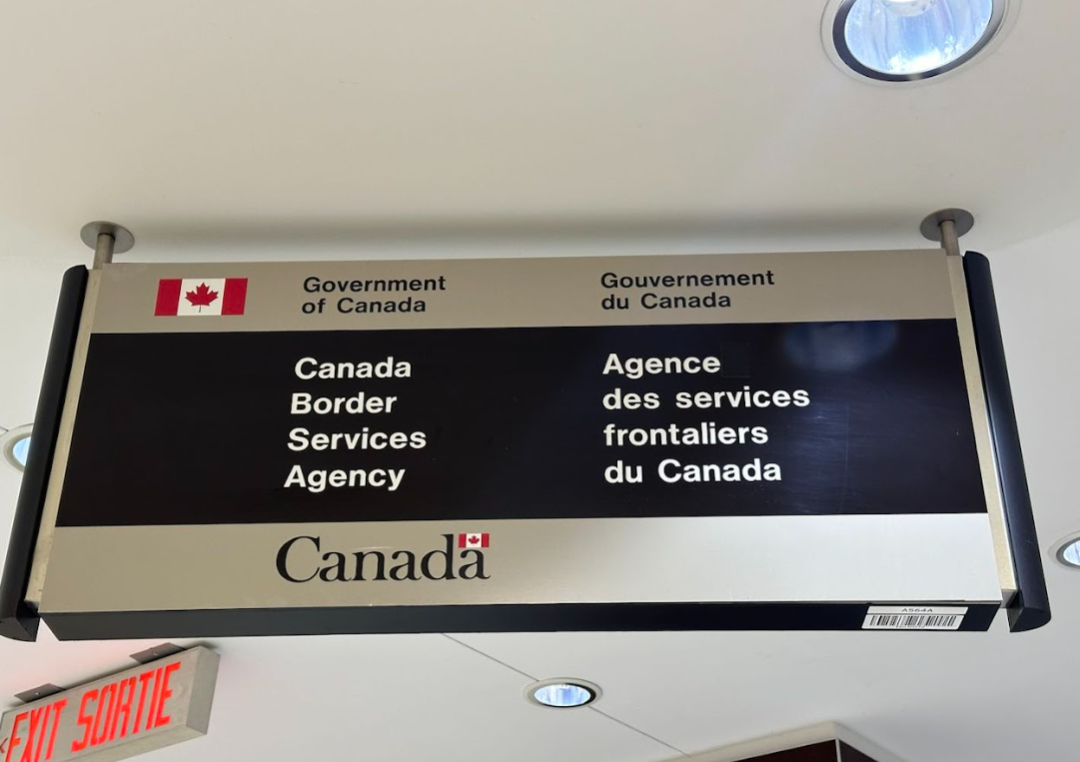 Government
of Canada
Gouvernement
du Canada
Canada
Border
Services
Agency
Agence
des services
frontaliers
du Canada
Canada
A564A
EXIT SORTIE